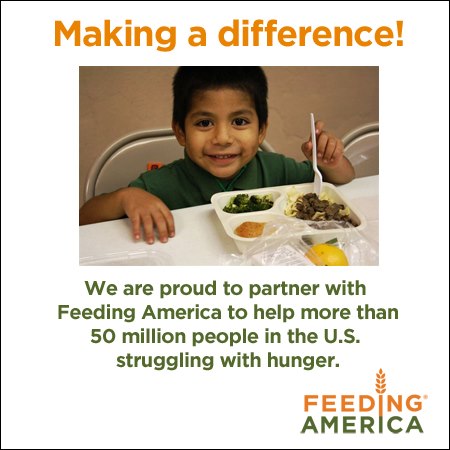 Making a difference!
We are proud to partner with
Feeding America to help more than
50 million people in the U.S.
struggling with hunger.
FEEDING®
AMERICA